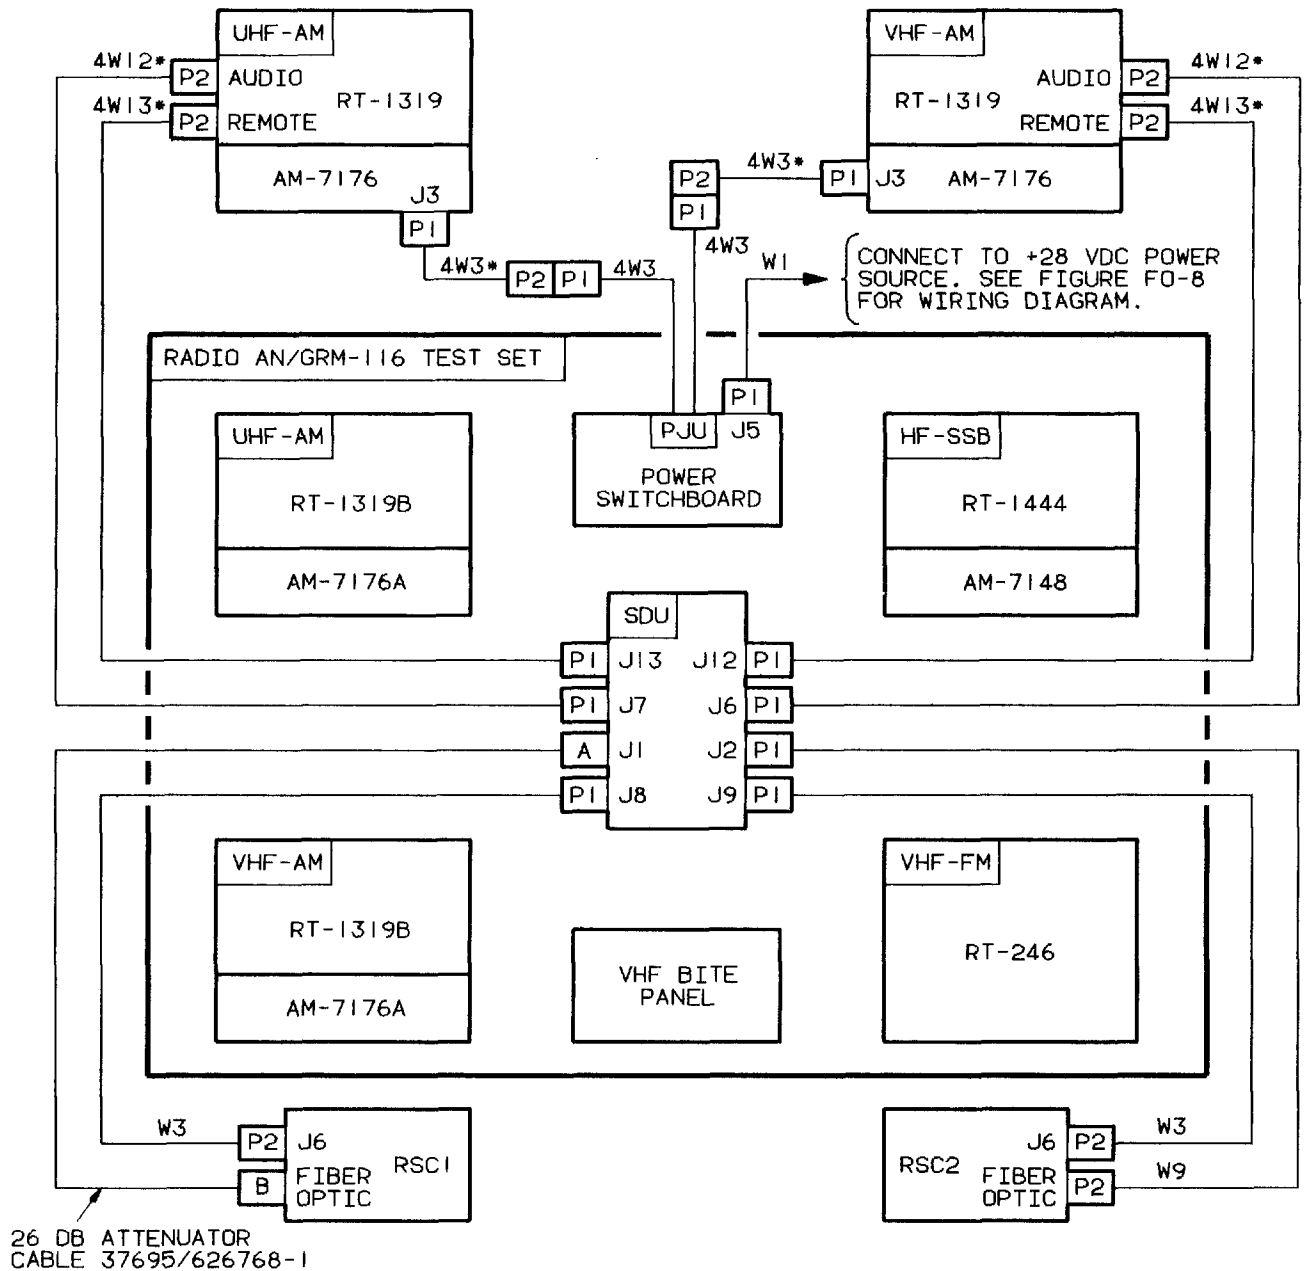 UHF-AM
VHF-AM
4W12*
P2
AUDIO
RT-1319
4W13*
P2
REMOTE
AM-7176
J3
P1
RT-1319
AUDIO
P2
4W12*
REMOTE
P2
4W13*
P2
4W3*
P1
J3
AM-7176
P1
4W3
4W3*
P2
P1
4W3
W1
CONNECT TO +28 VDC POWER
SOURCE. SEE FIGURE FO-8
FOR WIRING DIAGRAM.
RADIO AN/GRM-116 TEST SET
P1
UHF-AM
PJU
J5
HF-SSB
RT-1319B
POWER
SWITCHBOARD
RT-1444
AM-7176A
AM-7148
SDU
P1
J13
J12
P1
P1
J7
J6
P1
A
J1
J2
P1
P1
J8
J9
P1
VHF-AM
VHF-FM
RT-1319B
RT-246
VHF BITE
PANEL
AM-7176A
W3
P2
J6
RSC1
B
FIBER
OPTIC
RSC2
J6
P2
W3
FIBER
OPTIC
P2
W9
26 DB ATTENUATOR
CABLE 37695/626768-1